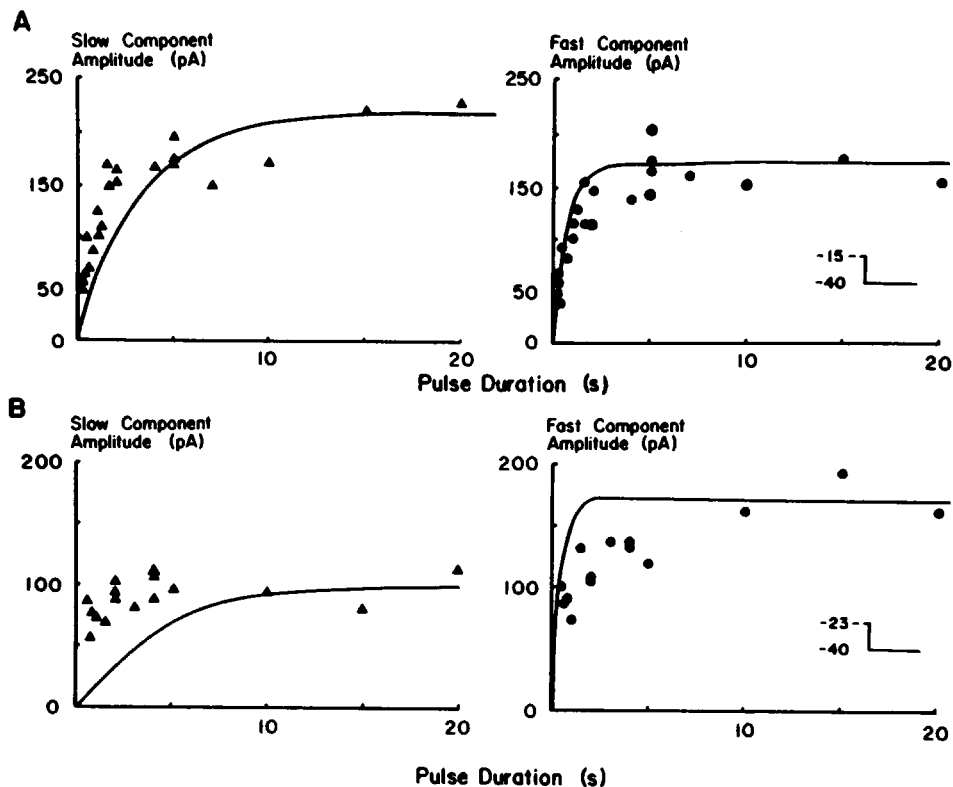 A
Slow Component
Amplitude (pA)
250
150
50
0
10
20
Fast Component
Amplitude (pA)
250
150
50
0
-15
-40
10
20
Pulse Duration (s)
B
Slow Component
Amplitude (pA)
200
100
0
10
20
Fast Component
Amplitude (pA)
200
100
0
-23
-40
10
20
Pulse Duration (s)